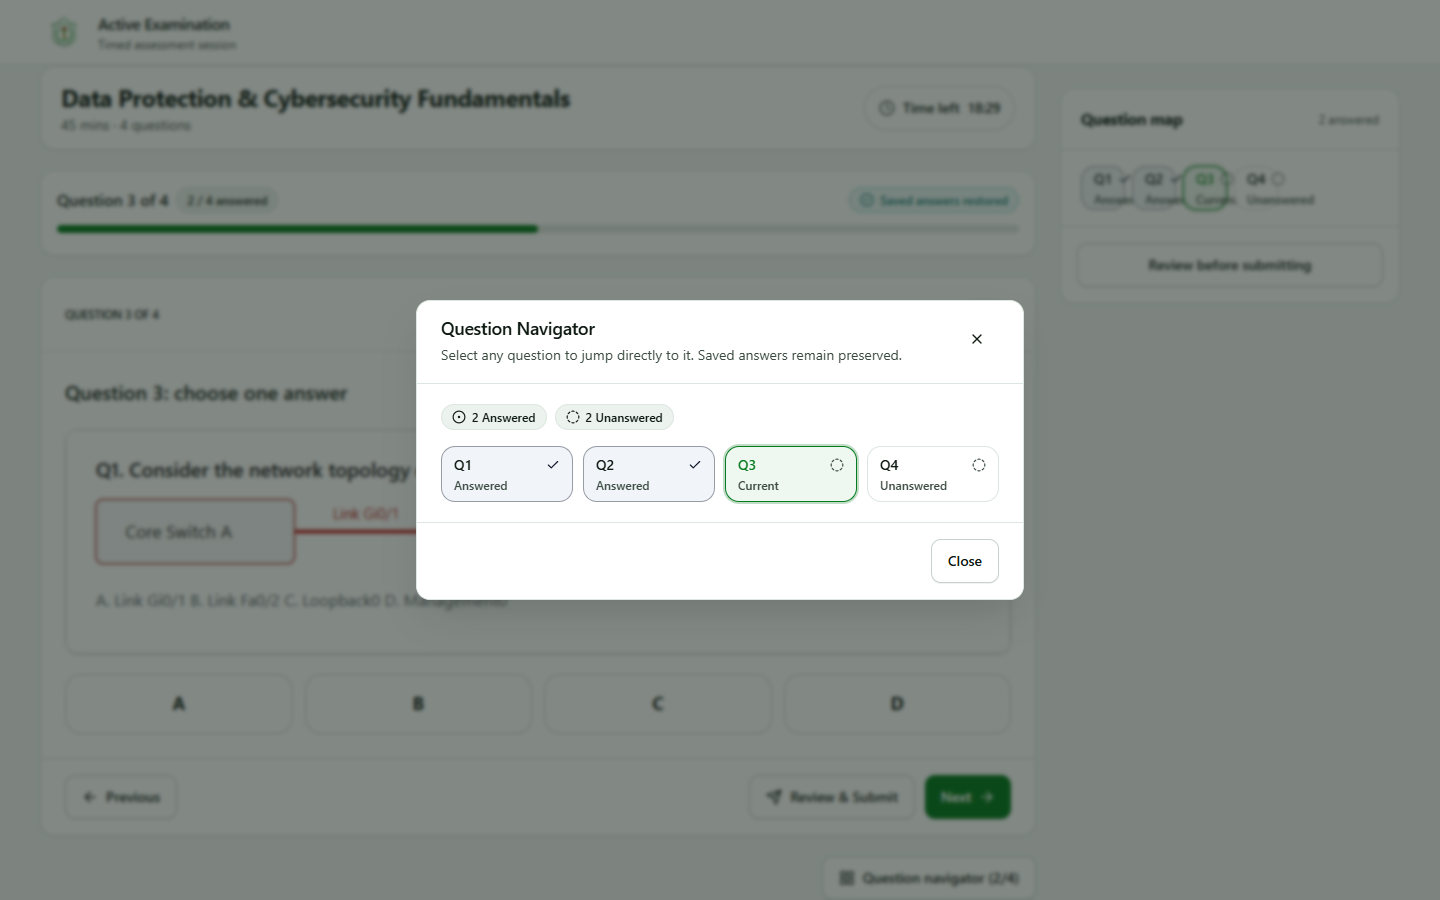 Active Examination
Timed assessment session
Data Protection & Cybersecurity Fundamentals
45 mins · 4 questions
Time left 18:29
Question map
2 answered
Question 3 of 4
2 / 4 answered
Saved answers restored
Q1
Q2
Q3
Q4
Unanswered
Review before submitting
QUESTION 3 OF 4
Question 3: choose one answer
Q1. Consider the network topology
Core Switch A
Link Gi0/1
A. Link Gi0/1 B. Link Fa0/2 C. Loopback0 D. Management0
Question Navigator
Select any question to jump directly to it. Saved answers remain preserved.
2 Answered
2 Unanswered
Q1
Answered
Q2
Answered
Q3
Current
Q4
Unanswered
Close
A
B
C
D
Previous
Review & Submit
Next
Question navigator (2/4)